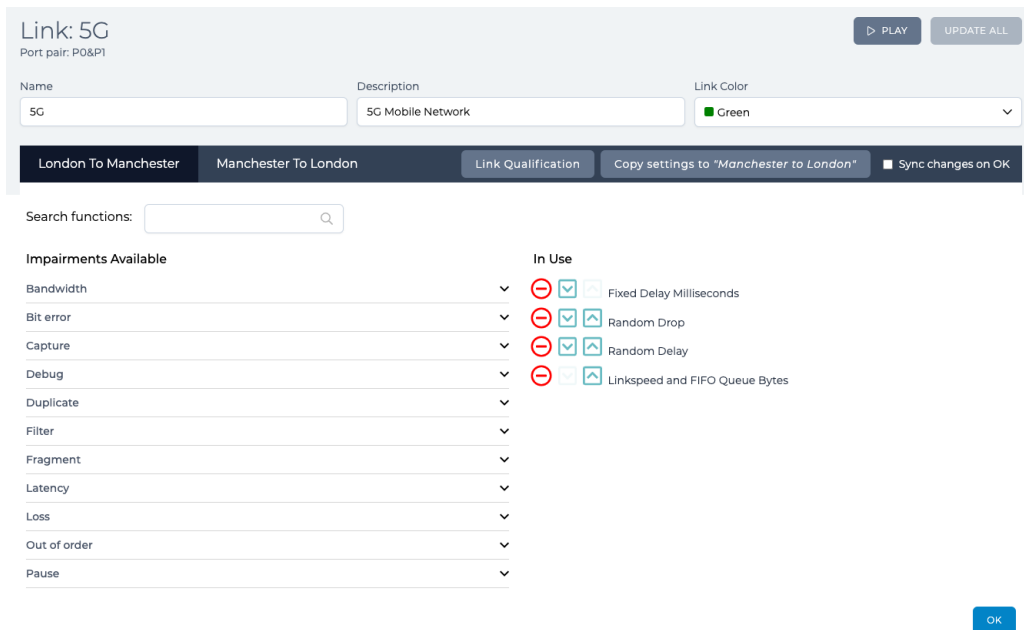 Link: 5G
Port pair: P0&P1
PLAY
UPDATE ALL
Name
Description
Link Color
5G
5G Mobile Network
Green
London To Manchester
Manchester To London
Link Qualification
Copy settings to "Manchester to London"
Sync changes on OK
Search functions:
Impairments Available
Bandwidth
Bit error
Capture
Debug
Duplicate
Filter
Fragment
Latency
Loss
Out of order
Pause
In Use
Fixed Delay Milliseconds
Random Drop
Random Delay
Linkspeed and FIFO Queue Bytes
OK